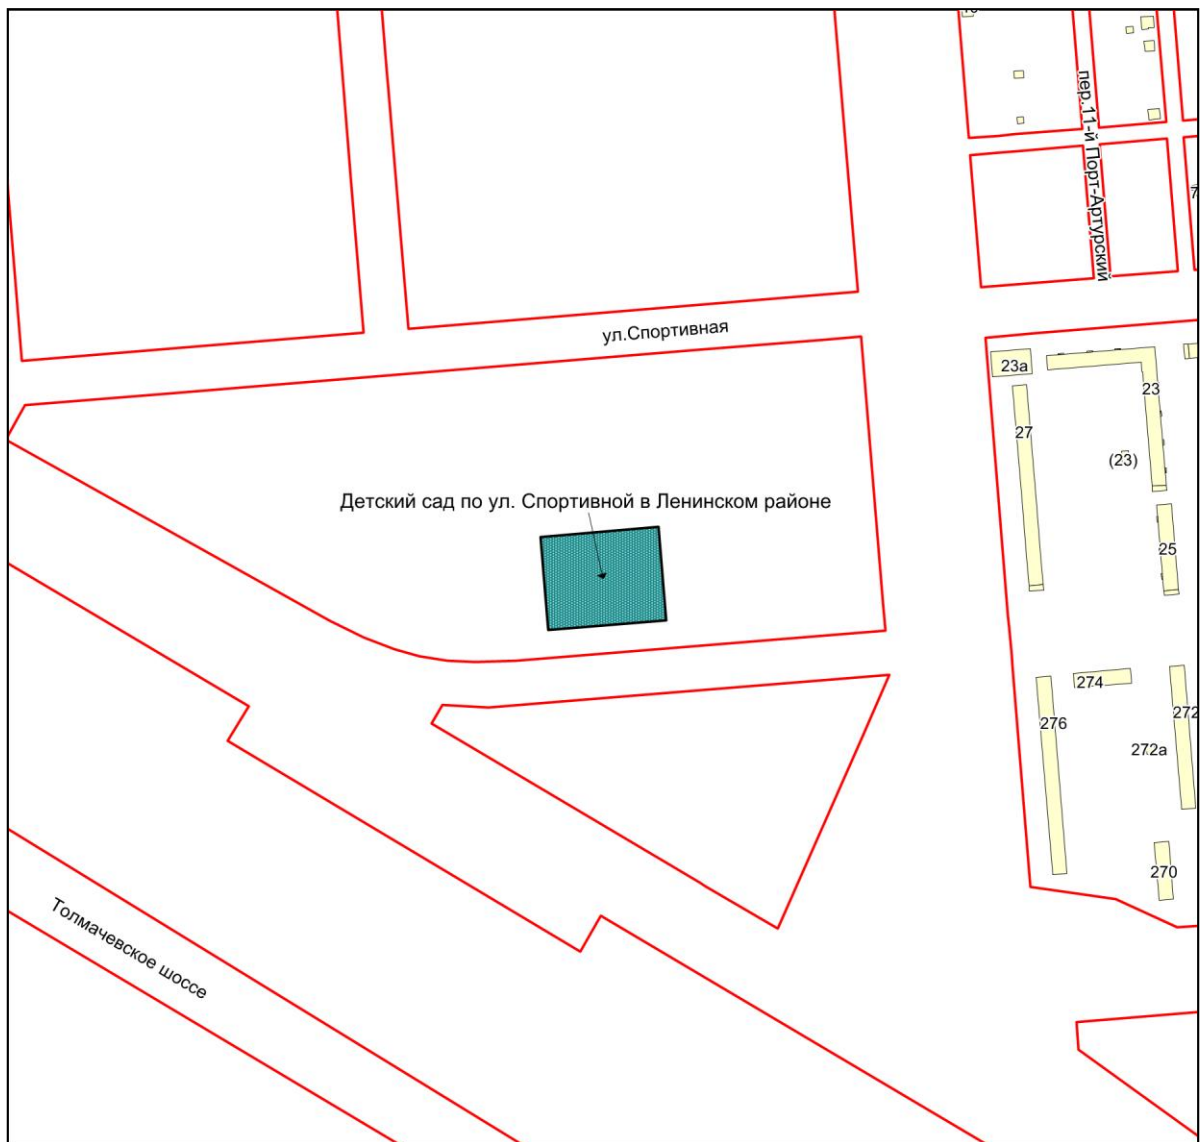 пер.11-й Порт-Артурский
ул.Спортивная
23а
23
27
(23)
Детский сад по ул. Спортивной в Ленинском районе
25
274
276
272
272а
270
Толмачевское шоссе